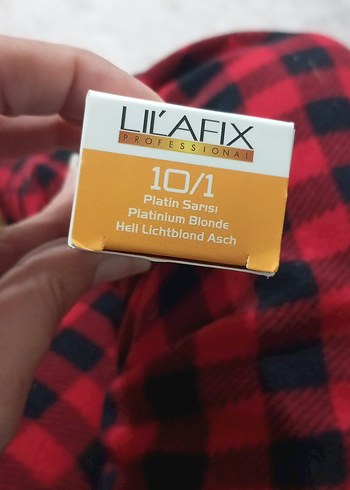 LIL'AFIX
PROFESSIONAL
10/1
Platin Sarısı
Platinium Blonde
Hell Lichtblond Asch